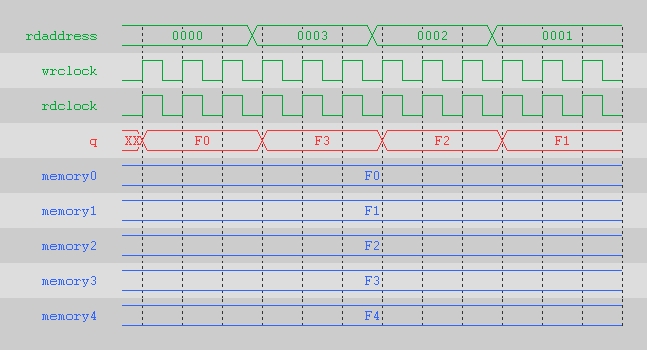 rdaddress 0000 0003 0002 0001
wrclock
rdclock
q XX F0 F3 F2 F1
memory0 F0
memory1 F1
memory2 F2
memory3 F3
memory4 F4